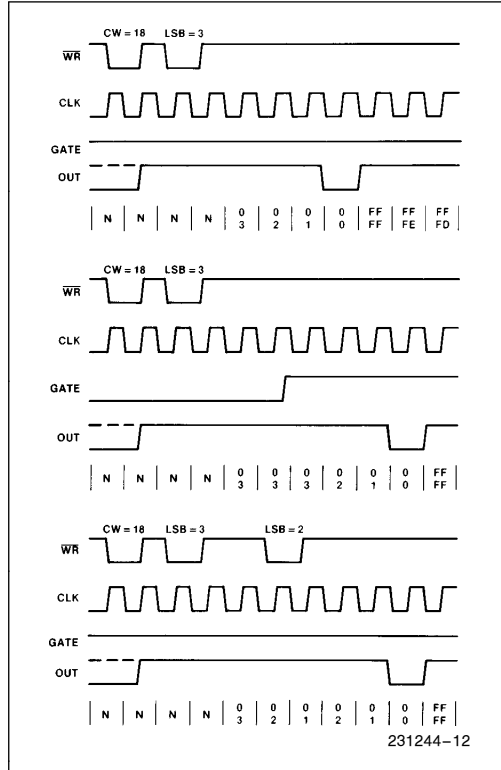 CW = 18 LSB = 3
WR
CLK
GATE
OUT
N N N N 0 0 0 0 FF FF FF
3 2 1 0 FF FE FD
CW = 18 LSB = 3
WR
CLK
GATE
OUT
N N N N 0 0 0 0 0 0 FF
3 3 3 2 1 0 FF
CW = 18 LSB = 3 LSB = 2
WR
CLK
GATE
OUT
N N N N 0 0 0 0 0 0 FF
3 2 1 2 1 0 FF
231244–12